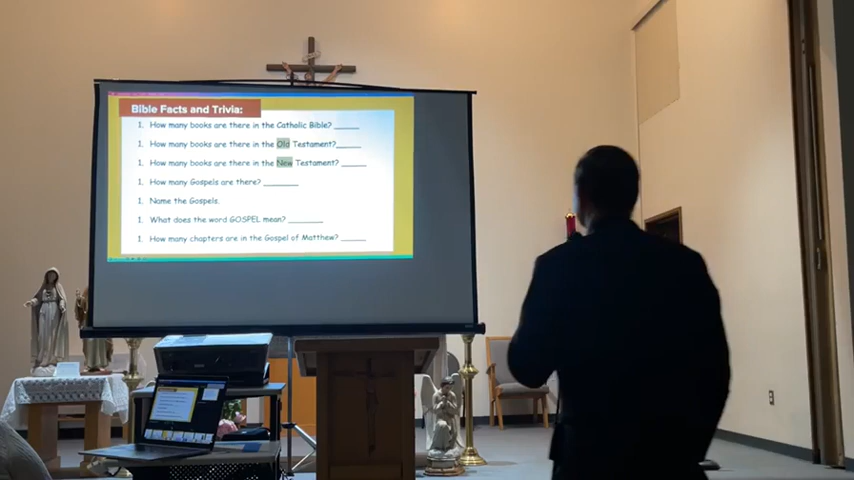 Bible Facts and Trivia:
1. How many books are there in the Catholic Bible? _____
1. How many books are there in the Old Testament?_____
1. How many books are there in the New Testament? _____
1. How many Gospels are there? _______
1. Name the Gospels.
1. What does the word GOSPEL mean? _______
1. How many chapters are in the Gospel of Matthew? _____